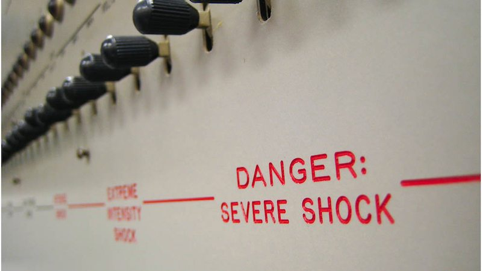 EXTREME
INTENSITY
SHOCK
DANGER:
SEVERE SHOCK